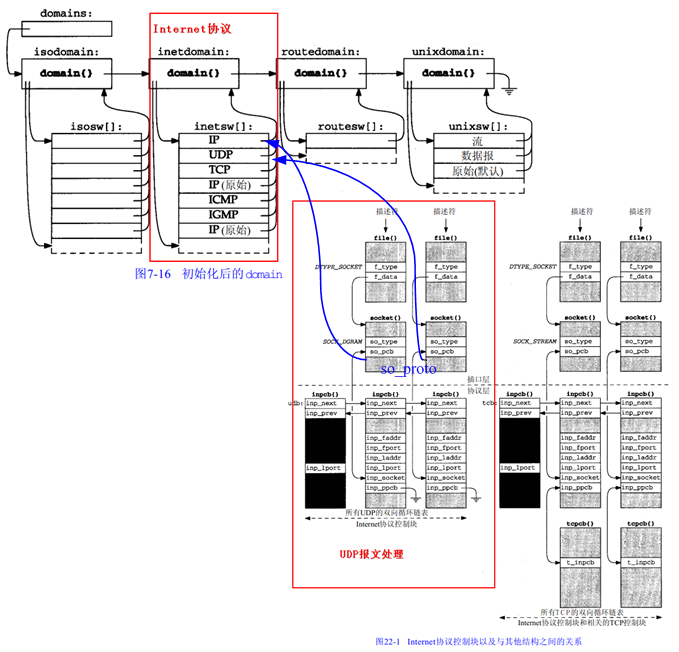 domains:
isodomain:
inetdomain:
routedomain:
unixdomain:
Internet协议
domain{}
domain{}
domain{}
domain{}
isosw[]:
inetsw[]:
routesw[]:
unixsw[]:
IP
UDP
TCP
IP(原始)
ICMP
IGMP
IP(原始)
流
数据报
原始(默认)
图7-16 初始化后的domain
描述符
描述符
描述符
描述符
file{}
file{}
file{}
file{}
DTYPE_SOCKET
f_type
f_type
DTYPE_SOCKET
f_type
f_type
f_data
f_data
f_data
f_data
socket{}
socket{}
socket{}
socket{}
SOCK_DGRAM
so_type
so_type
SOCK_STREAM
so_type
so_type
so_pcb
so_pcb
so_pcb
so_pcb
so_proto
插口层
协议层
inpcb{}
inpcb{}
inpcb{}
inpcb{}
inpcb{}
inpcb{}
udb:
inp_next
inp_next
inp_next
tcb:
inp_next
inp_next
inp_next
inp_prev
inp_prev
inp_prev
inp_prev
inp_prev
inp_prev
inp_faddr
inp_faddr
inp_faddr
inp_faddr
inp_fport
inp_fport
inp_fport
inp_fport
inp_laddr
inp_laddr
inp_laddr
inp_laddr
inp_lport
inp_lport
inp_lport
inp_lport
inp_lport
inp_lport
inp_socket
inp_socket
inp_socket
inp_socket
inp_ppcb
inp_ppcb
inp_ppcb
inp_ppcb
所有UDP的双向循环链表
Internet协议控制块
UDP报文处理
tcpcb{}
tcpcb{}
t_inpcb
t_inpcb
所有TCP的双向循环链表
Internet协议控制块和相关的TCP控制块
图22-1 Internet协议控制块以及与其他结构之间的关系